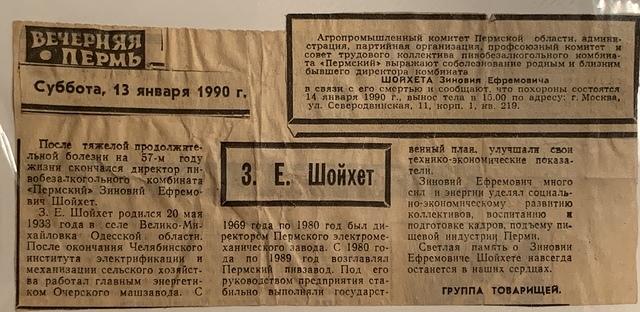 ВЕЧЕРНЯЯ
ПЕРМЬ
Суббота, 13 января 1990 г.
Агропромышленный комитет Пермской области, админи-
страция, партийная организация, профсоюзный комитет и
совет трудового коллектива пивобезалкогольного комбина-
та «Пермский» выражают соболезнование родным и близким
бывшего директора комбината
ШОЙХЕТА Зиновия Ефремовича
в связи с его смертью и сообщают, что похороны состоятся
14 января 1990 г., вынос тела в 15.00 по адресу: г. Москва,
ул. Северодвинская, 11, корп. 1, кв. 219.
После тяжелой продолжитель-
ной болезни на 57-м году
жизни скончался директор пи-
вобезалкогольного комбината
«Пермский» Зиновий Ефремо-
вич Шойхет.
З. Е. Шойхет родился 20 мая
1933 года в селе Велико-Ми-
хайловка Одесской области.
После окончания Челябинского
института электрификации и
механизации сельского хозяйст-
ва работал главным энергети-
ком Очерского машзавода. С
З. Е. Шойхет
1969 года по 1980 год был ди-
ректором Пермского электроме-
ханического завода. С 1980 го-
да по 1989 год возглавлял
Пермский пивзавод. Под его
руководством предприятия ста-
бильно выполняли государст-
венный план, улучшали свои
технико-экономические показа-
тели.
Зиновий Ефремович много
сил и энергии уделял социаль-
но-экономическому развитию
коллективов, воспитанию и
подготовке кадров, подъему пи-
щевой индустрии Перми.
Светлая память о Зиновии
Ефремовиче Шойхете навсегда
останется в наших сердцах.
ГРУППА ТОВАРИЩЕЙ.